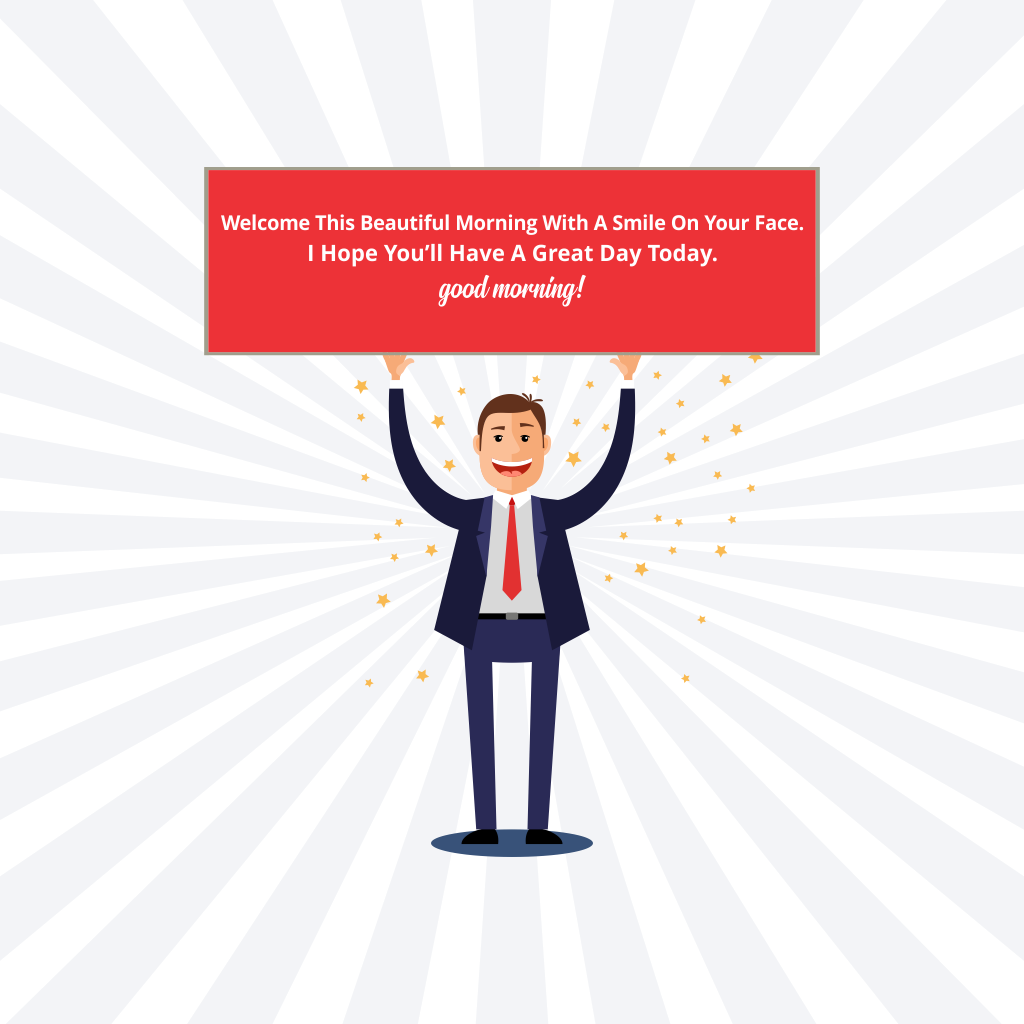 Welcome This Beautiful Morning With A Smile On Your Face.
I Hope You’ll Have A Great Day Today.
good morning!